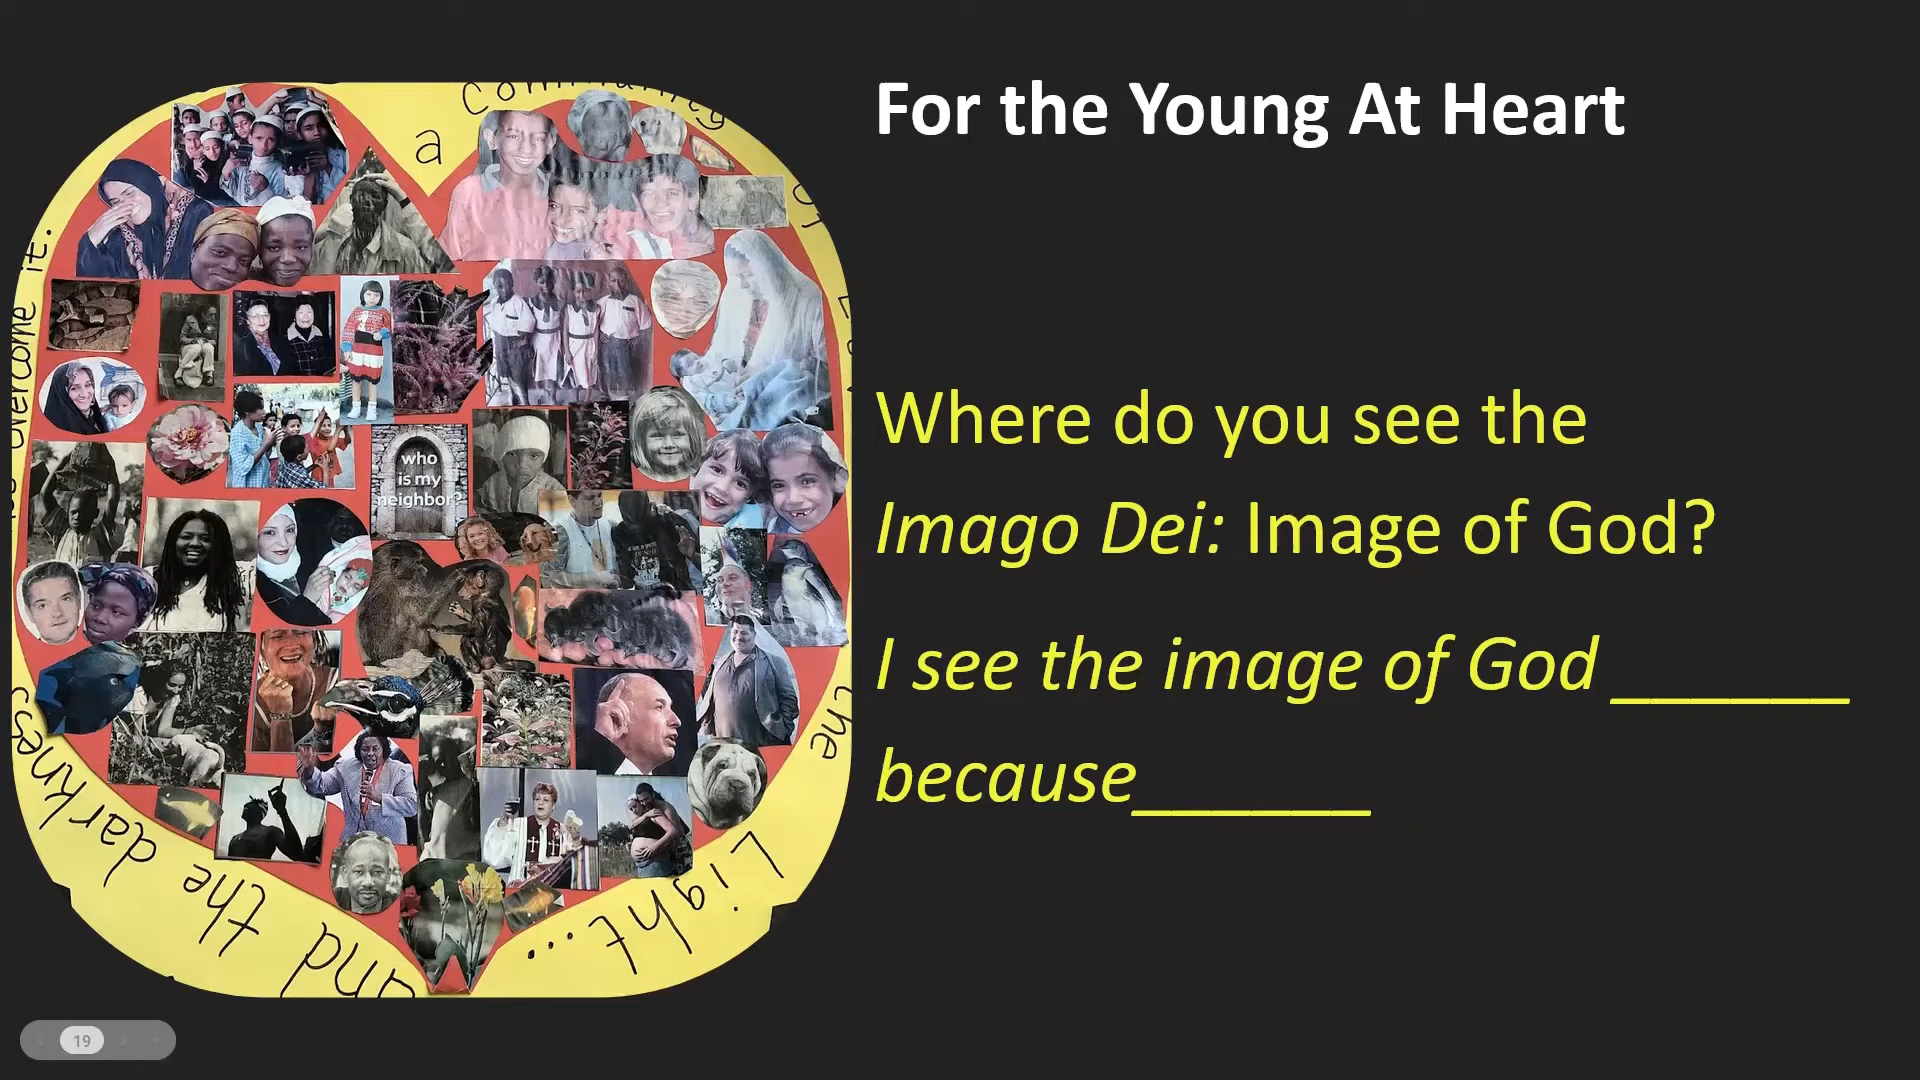 For the Young At Heart
Where do you see the
Imago Dei: Image of God?
I see the image of God ______
because______
a
the
Light...
and the darkness
overcome it.
who
is my
neighbor?
19